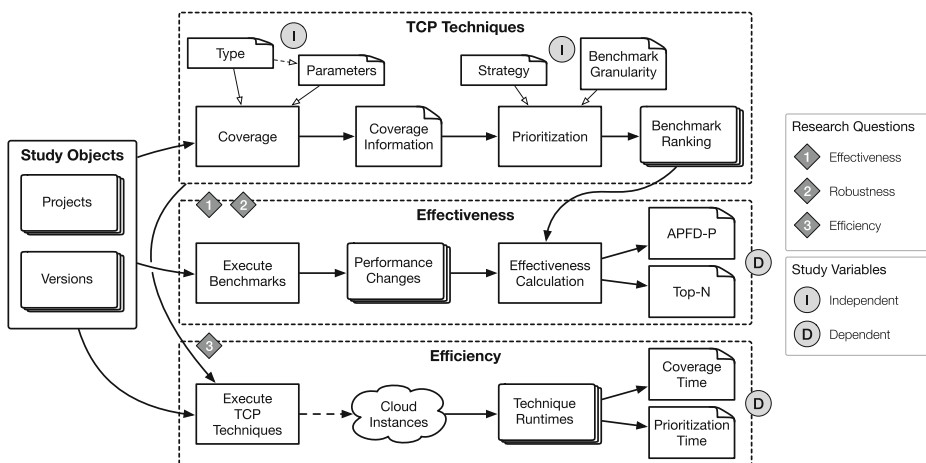 TCP Techniques
I
I
Type
Parameters
Strategy
Benchmark
Granularity
Coverage
Coverage
Information
Prioritization
Benchmark
Ranking
Study Objects
Projects
Versions
1
2
Effectiveness
Execute
Benchmarks
Performance
Changes
Effectiveness
Calculation
APFD-P
Top-N
D
3
Efficiency
Execute
TCP
Techniques
Cloud
Instances
Technique
Runtimes
Coverage
Time
Prioritization
Time
D
Research Questions
1 Effectiveness
2 Robustness
3 Efficiency
Study Variables
I Independent
D Dependent